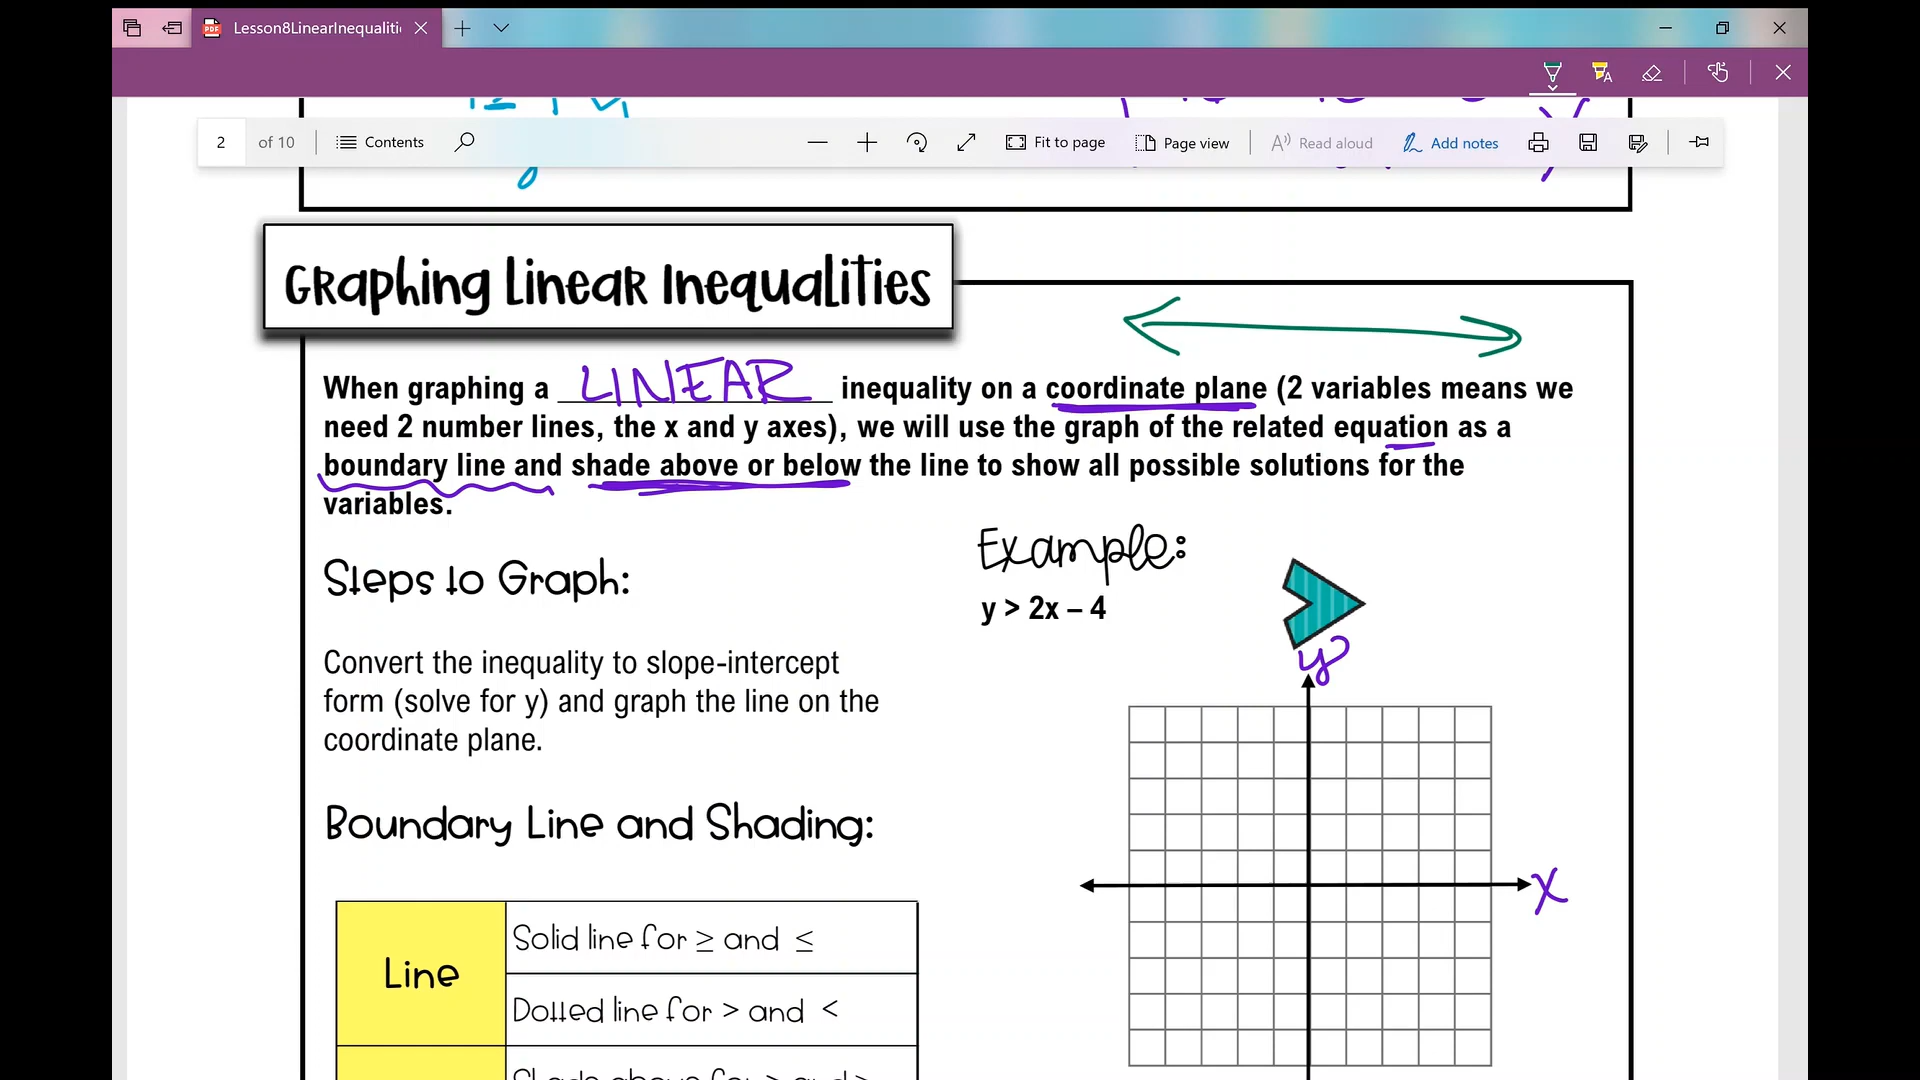 Lesson8LinearInequaliti
2 of 10 Contents Fit to page Page view Read aloud Add notes
Graphing Linear Inequalities
When graphing a LINEAR inequality on a coordinate plane (2 variables means we
need 2 number lines, the x and y axes), we will use the graph of the related equation as a
boundary line and shade above or below the line to show all possible solutions for the
variables.
Steps to Graph:
Convert the inequality to slope-intercept
form (solve for y) and graph the line on the
coordinate plane.
Boundary Line and Shading:
Line
Solid line for ≥ and ≤
Dotted line for > and <
Example:
y > 2x – 4
y
x